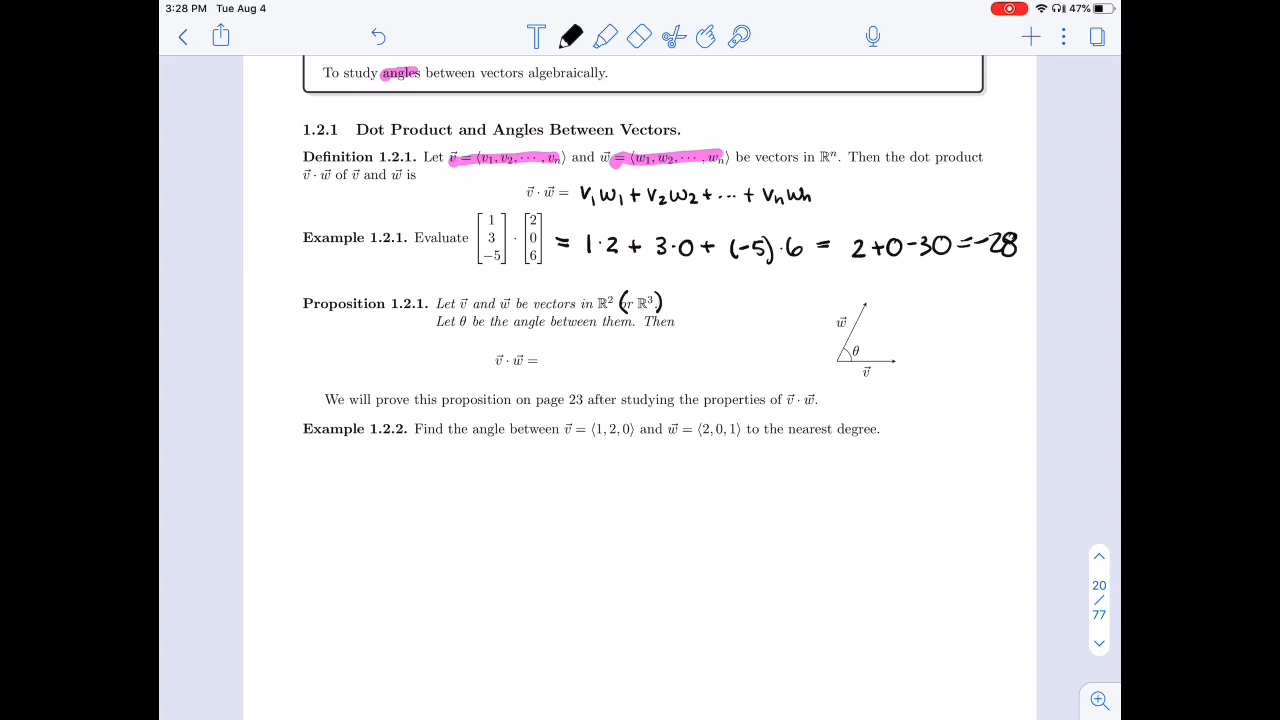 3:28 PM Tue Aug 4 47%
To study angles between vectors algebraically.
1.2.1 Dot Product and Angles Between Vectors.
Definition 1.2.1. Let v⃗ = ⟨v₁, v₂, ⋯ , vₙ⟩ and w⃗ = ⟨w₁, w₂, ⋯ , wₙ⟩ be vectors in ℝⁿ. Then the dot product
v⃗ · w⃗ of v⃗ and w⃗ is
v⃗ · w⃗ = v₁w₁ + v₂w₂ + ... + vₙwₙ
Example 1.2.1. Evaluate [1 3 −5] · [2 0 6] = 1·2 + 3·0 + (-5)·6 = 2+0-30 = -28
Proposition 1.2.1. Let v⃗ and w⃗ be vectors in ℝ² (or ℝ³)
Let θ be the angle between them. Then
w⃗
θ
v⃗
v⃗ · w⃗ =
We will prove this proposition on page 23 after studying the properties of v⃗ · w⃗.
Example 1.2.2. Find the angle between v⃗ = ⟨1, 2, 0⟩ and w⃗ = ⟨2, 0, 1⟩ to the nearest degree.
20
/
77